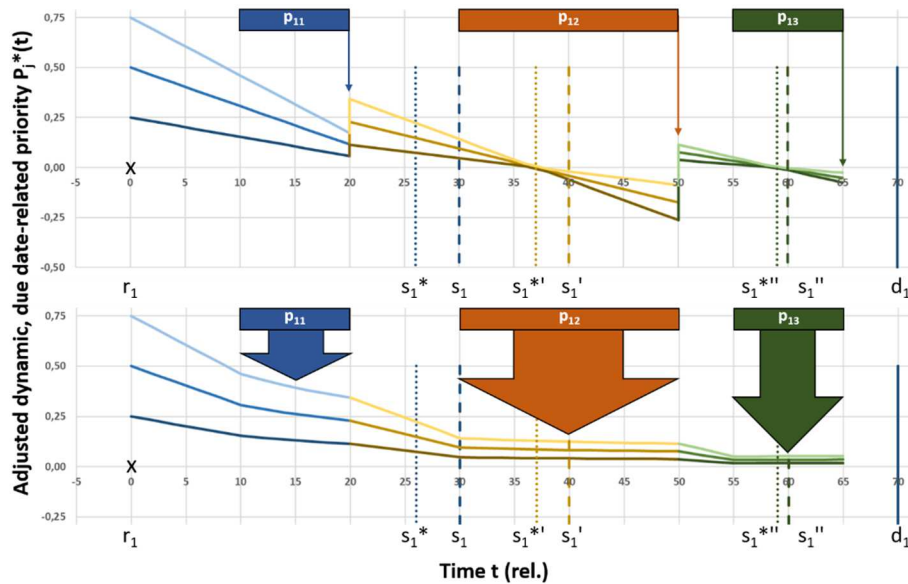 Adjusted dynamic, due date-related priority Pj*(t)
0,75
0,50
0,25
0,00
-0,25
0,50
p11
p12
p13
X
-5 0 5 10 15 20 25 30 35 40 45 50 55 60 65 70
r1 s1* s1 s1*' s1' s1*'' s1'' d1
0,75
0,50
0,25
0,00
-0,25
p11
p12
p13
X
-5 0 5 10 15 20 25 30 35 40 45 50 55 60 65 70
r1 s1* s1 s1*' s1' s1*'' s1'' d1
Time t (rel.)